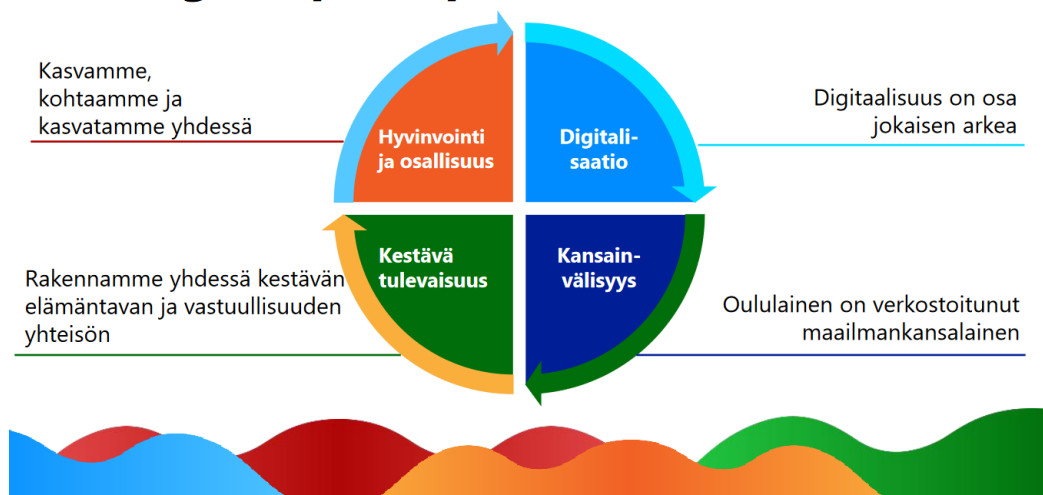 Kasvamme,
kohtaamme ja
kasvatamme yhdessä
Hyvinvointi
ja osallisuus
Digitali-
saatio
Digitaalisuus on osa
jokaisen arkea
Rakennamme yhdessä kestävän
elämäntavan ja vastuullisuuden
yhteisön
Kestävä
tulevaisuus
Kansain-
välisyys
Oululainen on verkostoitunut
maailmankansalainen